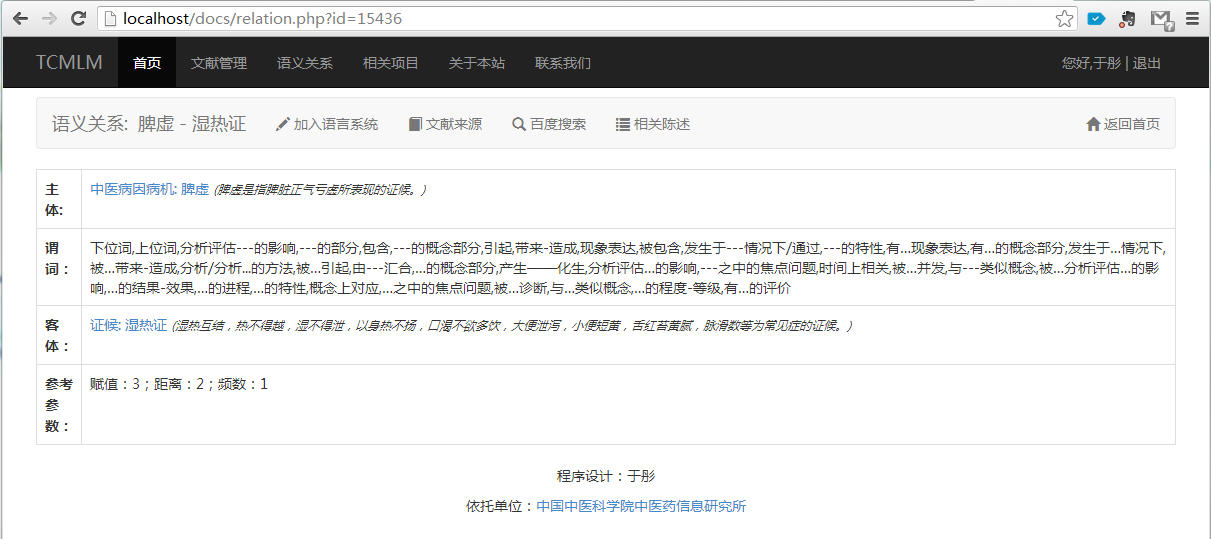 localhost/docs/relation.php?id=15436
TCMLM 首页 文献管理 语义关系 相关项目 关于本站 联系我们 您好,于彤 | 退出
语义关系: 脾虚 - 湿热证 加入语言系统 文献来源 百度搜索 相关陈述 返回首页
主体: 中医病因病机: 脾虚 (脾虚是指脾脏正气亏虚所表现的证候。)
谓词: 下位词,上位词,分析评估---的影响,---的部分,包含,---的概念部分,引起,带来-造成,现象表达,被包含,发生于---情况下/通过,---的特性,有...现象表达,有...的概念部分,发生于...情况下,
被...带来-造成,分析/分析...的方法,被...引起,由---汇合,...的概念部分,产生——化生,分析评估...的影响,---之中的焦点问题,时间上相关,被...并发,与---类似概念,被...分析评估...的影
响,...的结果-效果,...的进程,...的特性,概念上对应,...之中的焦点问题,被...诊断,与...类似概念,...的程度-等级,有...的评价
客体: 证候: 湿热证 (湿热互结，热不得越，湿不得泄，以身热不扬，口渴不欲多饮，大便泄泻，小便短黄，舌红苔黄腻，脉滑数等为常见症的证候。)
参考参数: 赋值：3；距离：2；频数：1
程序设计：于彤
依托单位：中国中医科学院中医药信息研究所